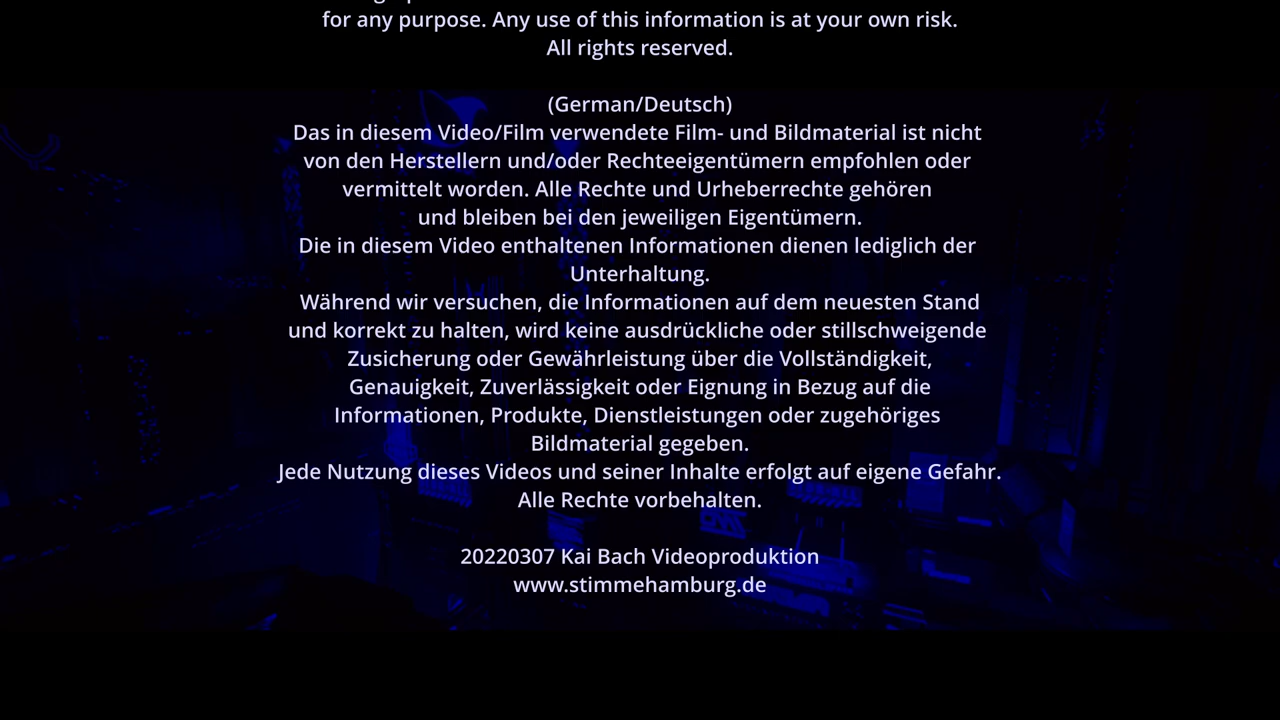 for any purpose. Any use of this information is at your own risk.
All rights reserved.
(German/Deutsch)
Das in diesem Video/Film verwendete Film- und Bildmaterial ist nicht
von den Herstellern und/oder Rechteeigentümern empfohlen oder
vermittelt worden. Alle Rechte und Urheberrechte gehören
und bleiben bei den jeweiligen Eigentümern.
Die in diesem Video enthaltenen Informationen dienen lediglich der
Unterhaltung.
Während wir versuchen, die Informationen auf dem neuesten Stand
und korrekt zu halten, wird keine ausdrückliche oder stillschweigende
Zusicherung oder Gewährleistung über die Vollständigkeit,
Genauigkeit, Zuverlässigkeit oder Eignung in Bezug auf die
Informationen, Produkte, Dienstleistungen oder zugehöriges
Bildmaterial gegeben.
Jede Nutzung dieses Videos und seiner Inhalte erfolgt auf eigene Gefahr.
Alle Rechte vorbehalten.
20220307 Kai Bach Videoproduktion
www.stimmehamburg.de